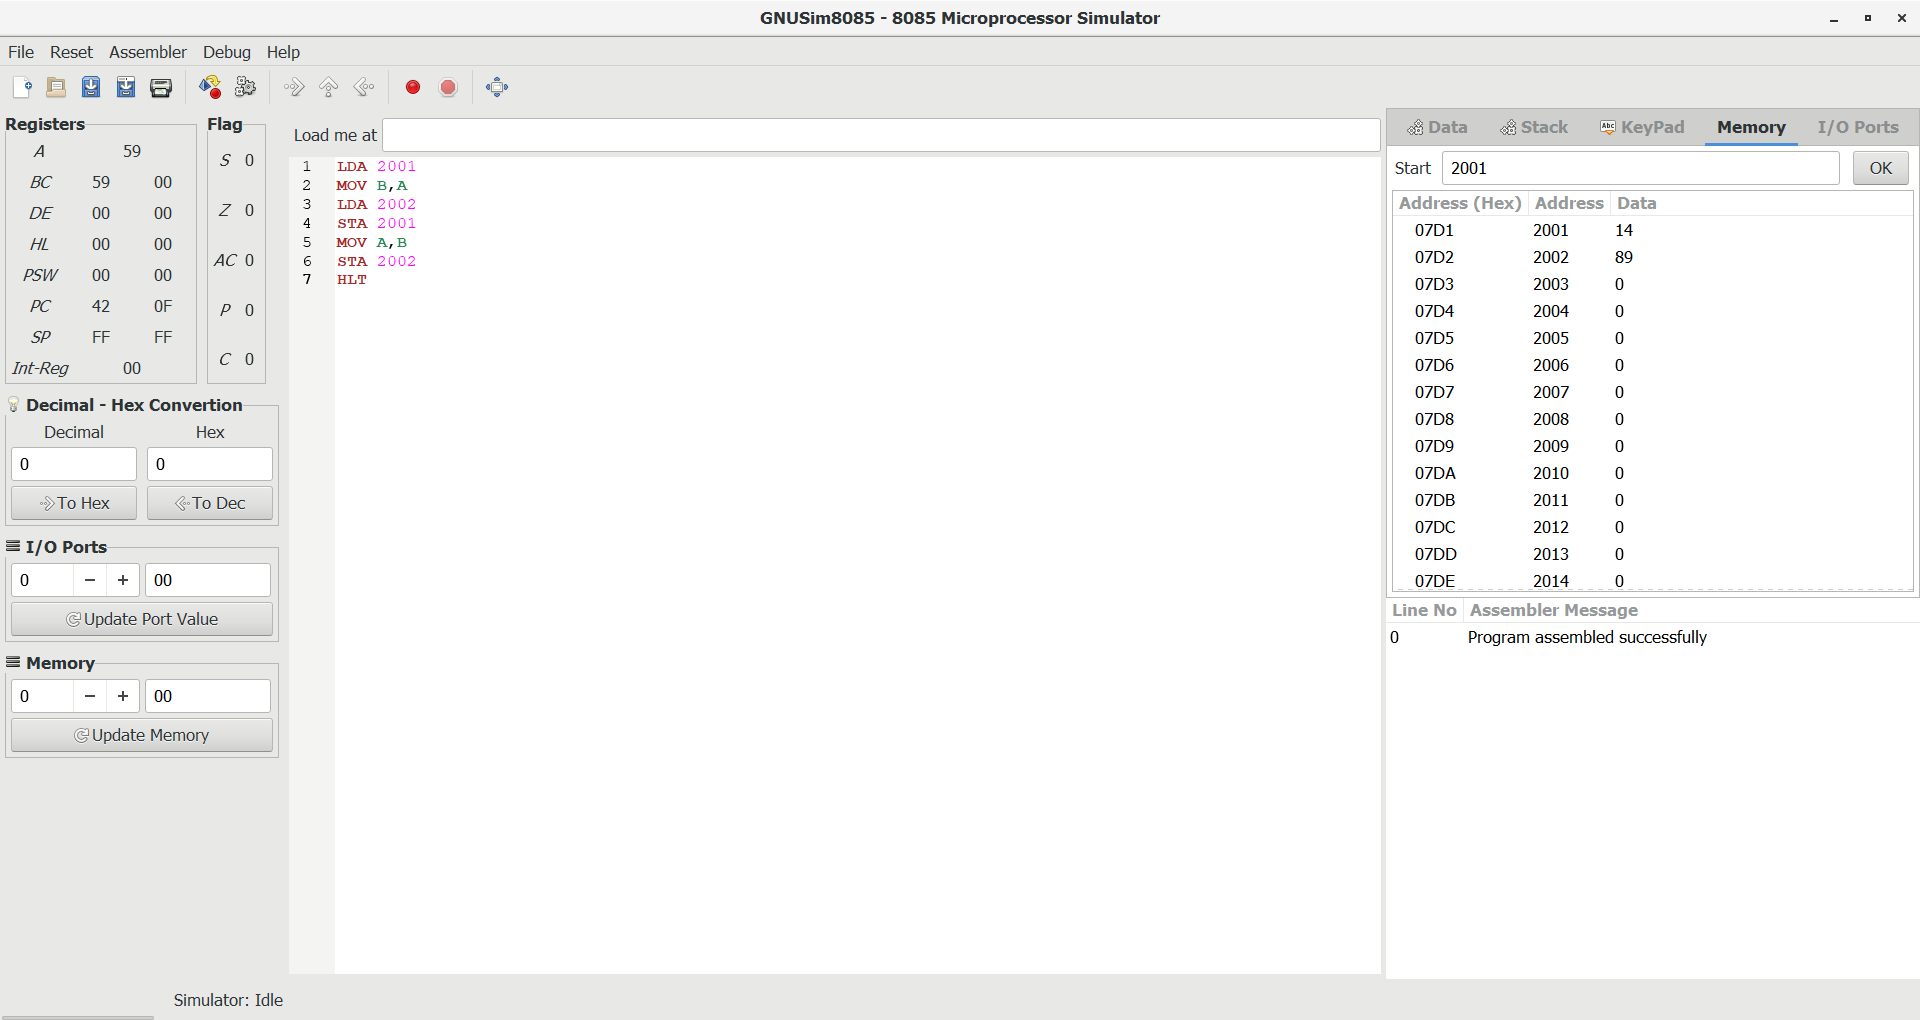 GNUSim8085 - 8085 Microprocessor Simulator
File Reset Assembler Debug Help
Registers
A 59
BC 59 00
DE 00 00
HL 00 00
PSW 00 00
PC 42 0F
SP FF FF
Int-Reg 00
Flag
S 0
Z 0
AC 0
P 0
C 0
Decimal - Hex Convertion
Decimal Hex
0 0
To Hex To Dec
I/O Ports
0 − + 00
Update Port Value
Memory
0 − + 00
Update Memory
Load me at
1 LDA 2001
2 MOV B,A
3 LDA 2002
4 STA 2001
5 MOV A,B
6 STA 2002
7 HLT
Data Stack Abc KeyPad Memory I/O Ports
Start 2001 OK
Address (Hex) Address Data
07D1 2001 14
07D2 2002 89
07D3 2003 0
07D4 2004 0
07D5 2005 0
07D6 2006 0
07D7 2007 0
07D8 2008 0
07D9 2009 0
07DA 2010 0
07DB 2011 0
07DC 2012 0
07DD 2013 0
07DE 2014 0
Line No Assembler Message
0 Program assembled successfully
Simulator: Idle